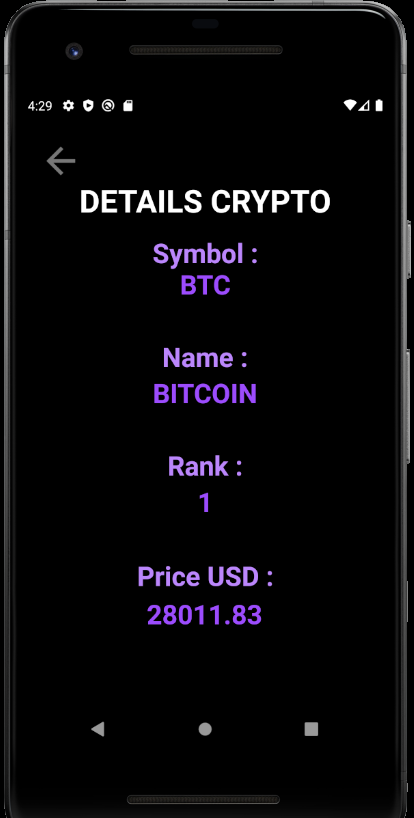 4:29
DETAILS CRYPTO
Symbol :
BTC
Name :
BITCOIN
Rank :
1
Price USD :
28011.83